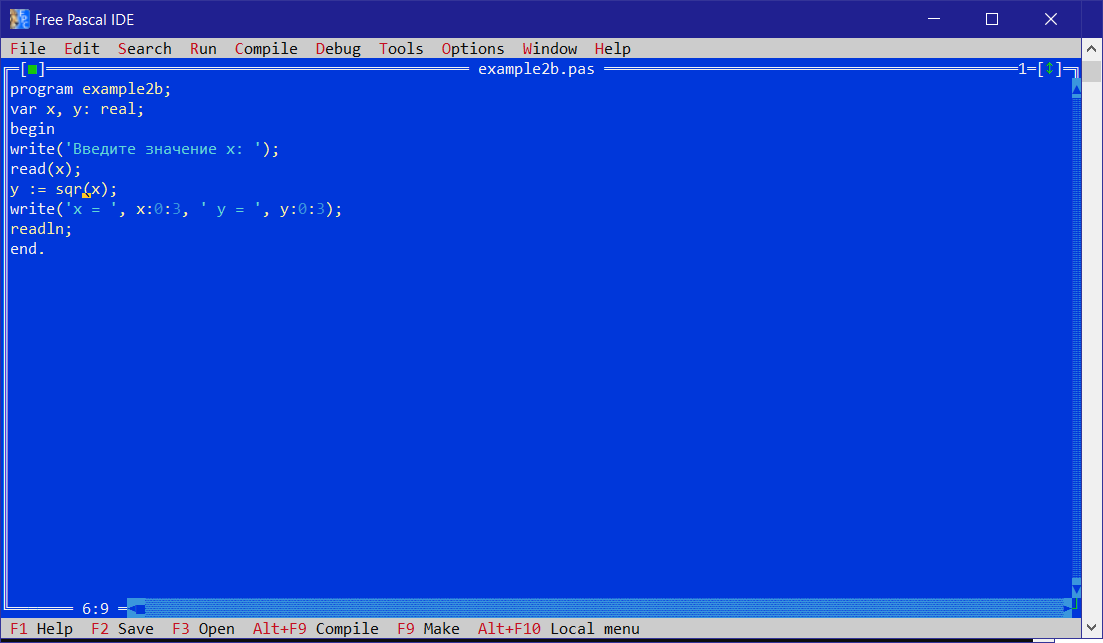 Free Pascal IDE
File Edit Search Run Compile Debug Tools Options Window Help
[■] example2b.pas 1=[↕]
program example2b;
var x, y: real;
begin
write('Введите значение x: ');
read(x);
y := sqr(x);
write('x = ', x:0:3, ' y = ', y:0:3);
readln;
end.
6:9
F1 Help F2 Save F3 Open Alt+F9 Compile F9 Make Alt+F10 Local menu